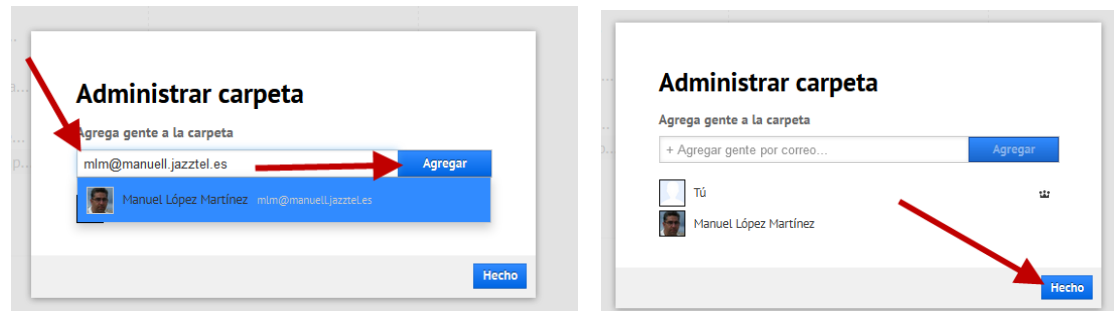 Administrar carpeta
Agrega gente a la carpeta
mlm@manuell.jazztel.es
Agregar
Manuel López Martínez mlm@manuell.jazztel.es
Hecho
Administrar carpeta
Agrega gente a la carpeta
+ Agregar gente por correo...
Agregar
Tú
Manuel López Martínez
Hecho